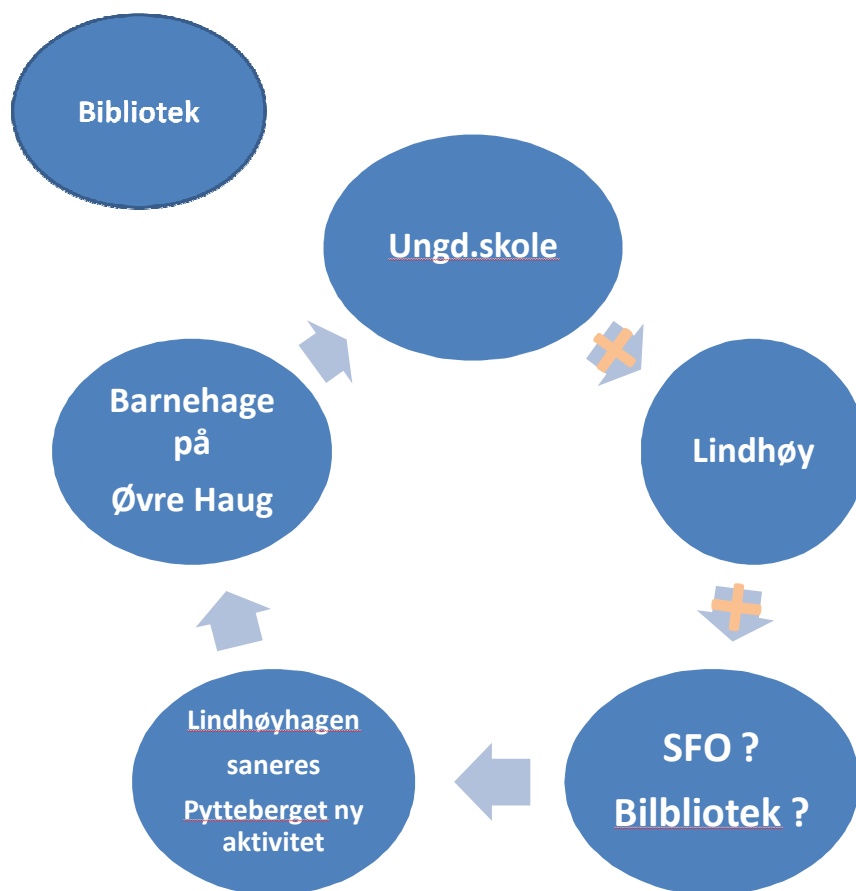 Bibliotek
Ungd.skole
Lindhøy
SFO ?
Bilbliotek ?
Lindhøyhagen
saneres
Pytteberget ny
aktivitet
Barnehage
på
Øvre Haug